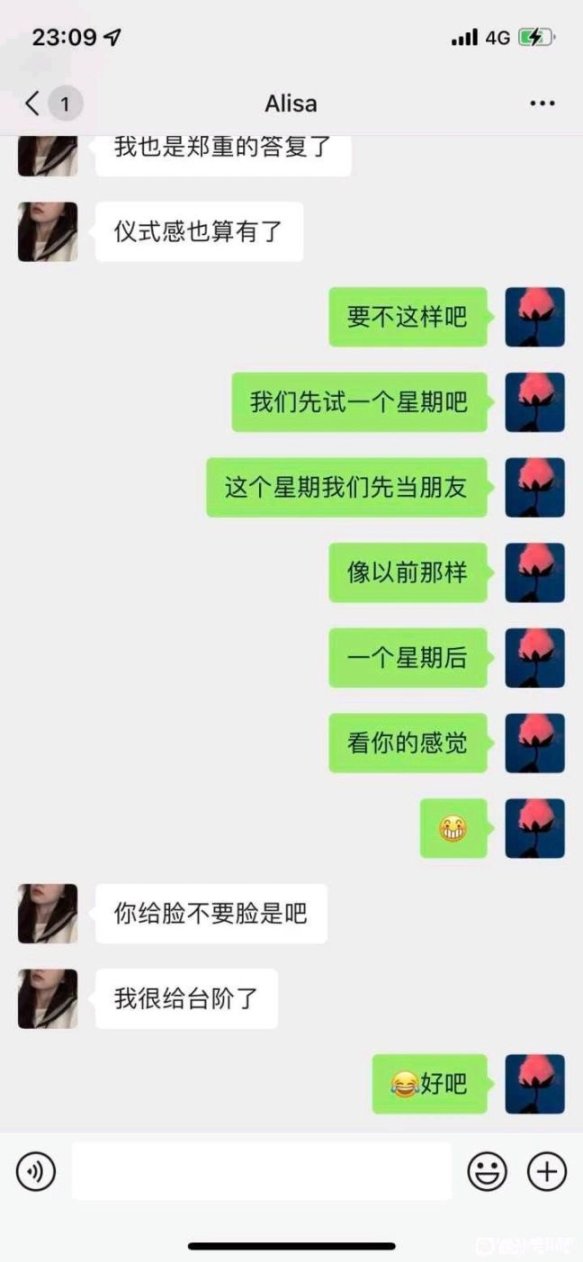 23:09
4G
1
Alisa
我也是郑重的答复了
仪式感也算有了
要不这样吧
我们先试一个星期吧
这个星期我们先当朋友
像以前那样
一个星期后
看你的感觉
😁
你给脸不要脸是吧
我很给台阶了
😂好吧